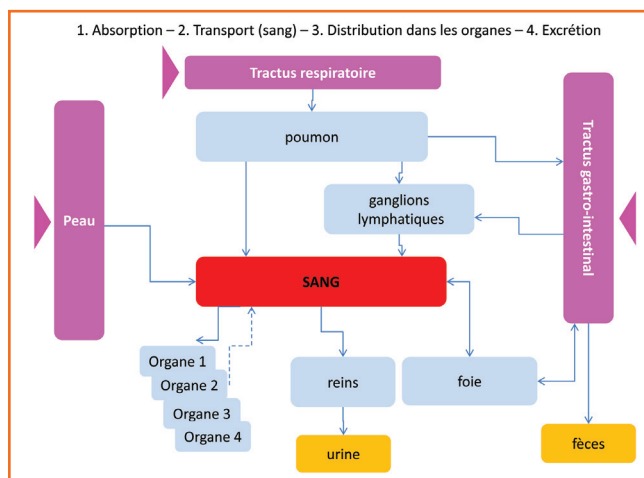 1. Absorption – 2. Transport (sang) – 3. Distribution dans les organes – 4. Excrétion
Tractus respiratoire
poumon
Tractus gastro-intestinal
Peau
ganglions
lymphatiques
SANG
Organe 1
Organe 2
Organe 3
Organe 4
reins
foie
urine
fèces